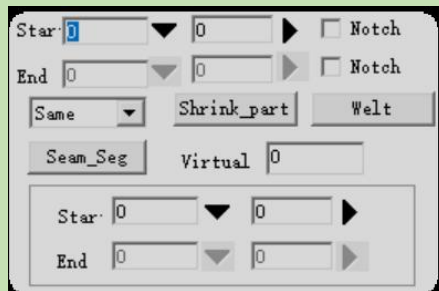 Star 0 0 Notch
End 0 0 Notch
Same Shrink_part Welt
Seam_Seg Virtual 0
Star 0 0
End 0 0